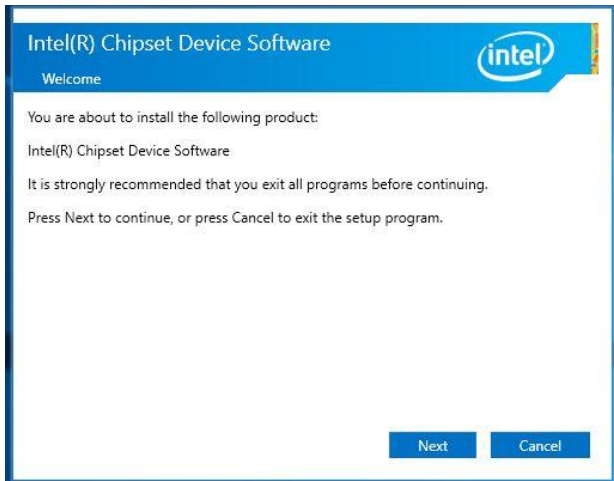 Intel(R) Chipset Device Software
intel
Welcome
You are about to install the following product:
Intel(R) Chipset Device Software
It is strongly recommended that you exit all programs before continuing.
Press Next to continue, or press Cancel to exit the setup program.
Next
Cancel